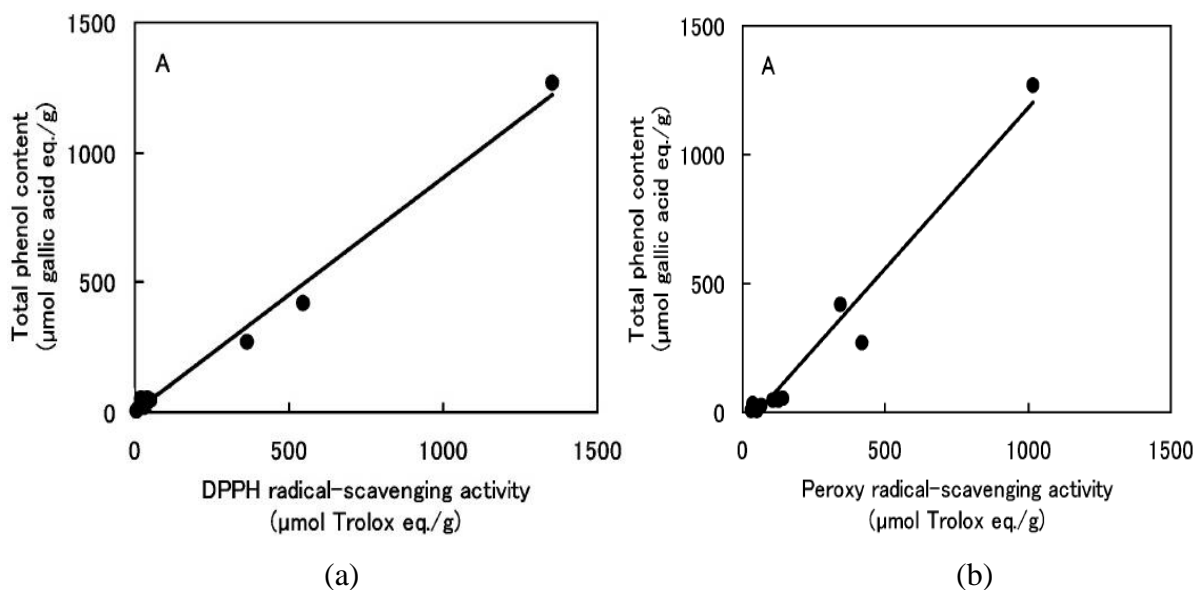 1500
A
1000
500
0
0 500 1000 1500
Total phenol content
(μmol gallic acid eq./g)
DPPH radical-scavenging activity
(μmol Trolox eq./g)
(a)
1500
A
1000
500
0
0 500 1000 1500
Total phenol content
(μmol gallic acid eq./g)
Peroxy radical-scavenging activity
(μmol Trolox eq./g)
(b)